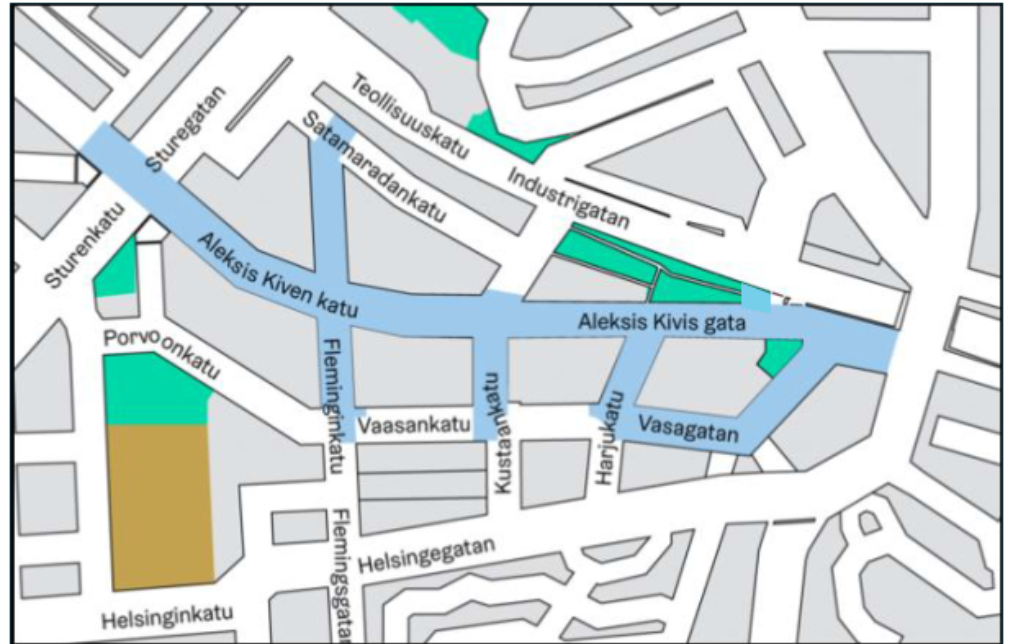 Sturegatan
Teollisuuskatu
Satamaradankatu
Industrigatan
Sturenkatu
Aleksis Kiven katu
Aleksis Kivis gata
Porvoonkatu
Fleminginkatu
Vaasankatu
Kustaankatu
Harjukatu
Vasagatan
Flemingsgatan
Helsingegatan
Helsinginkatu